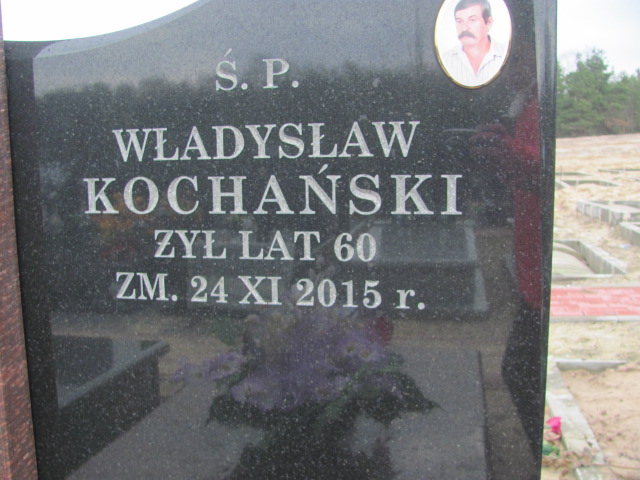 Ś. P.
WŁADYSŁAW
KOCHAŃSKI
ŻYŁ LAT 60
ZM. 24 XI 2015 r.